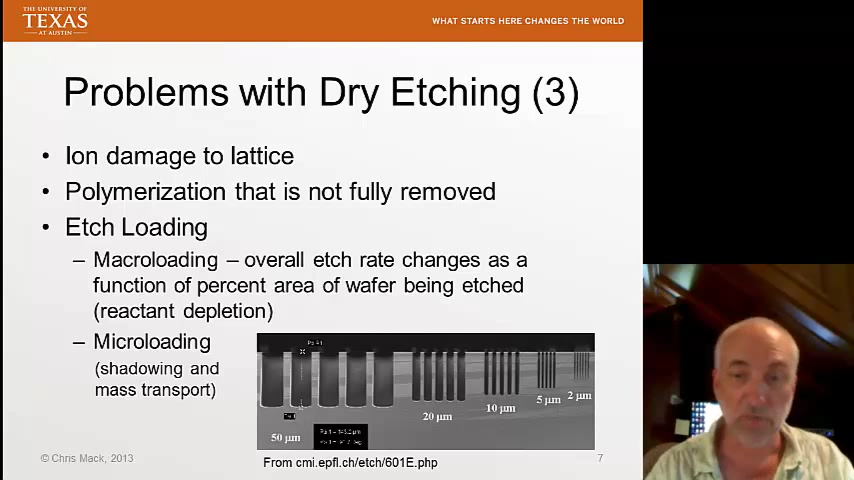 THE UNIVERSITY OF
TEXAS
AT AUSTIN
WHAT STARTS HERE CHANGES THE WORLD
Problems with Dry Etching (3)
• Ion damage to lattice
• Polymerization that is not fully removed
• Etch Loading
– Macroloading – overall etch rate changes as a
function of percent area of wafer being etched
(reactant depletion)
– Microloading
(shadowing and
mass transport)
50 µm
20 µm
10 µm
5 µm
2 µm
From cmi.epfl.ch/etch/601E.php
© Chris Mack, 2013
7